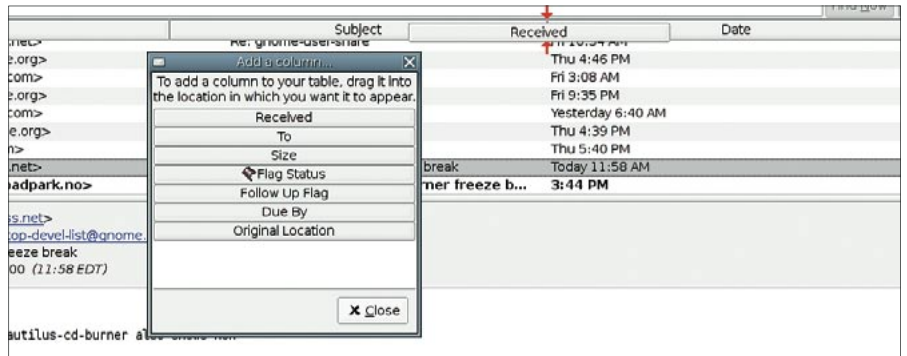 Find Now
Subject
Received
Date
.net>
Re: gnome-user-share
e.org>
Thu 4:46 PM
com>
Fri 3:08 AM
e.org>
Fri 9:35 PM
com>
Yesterday 6:40 AM
e.org>
Thu 4:39 PM
n>
Thu 5:40 PM
.net>
break
Today 11:58 AM
padpark.no>
rner freeze b...
3:44 PM
Add a column...
To add a column to your table, drag it into
the location in which you want it to appear.
Received
To
Size
Flag Status
Follow Up Flag
Due By
Original Location
Close
ss.net>
top-devel-list@gnome.
eeze break
00 (11:58 EDT)
autilus-cd-burner